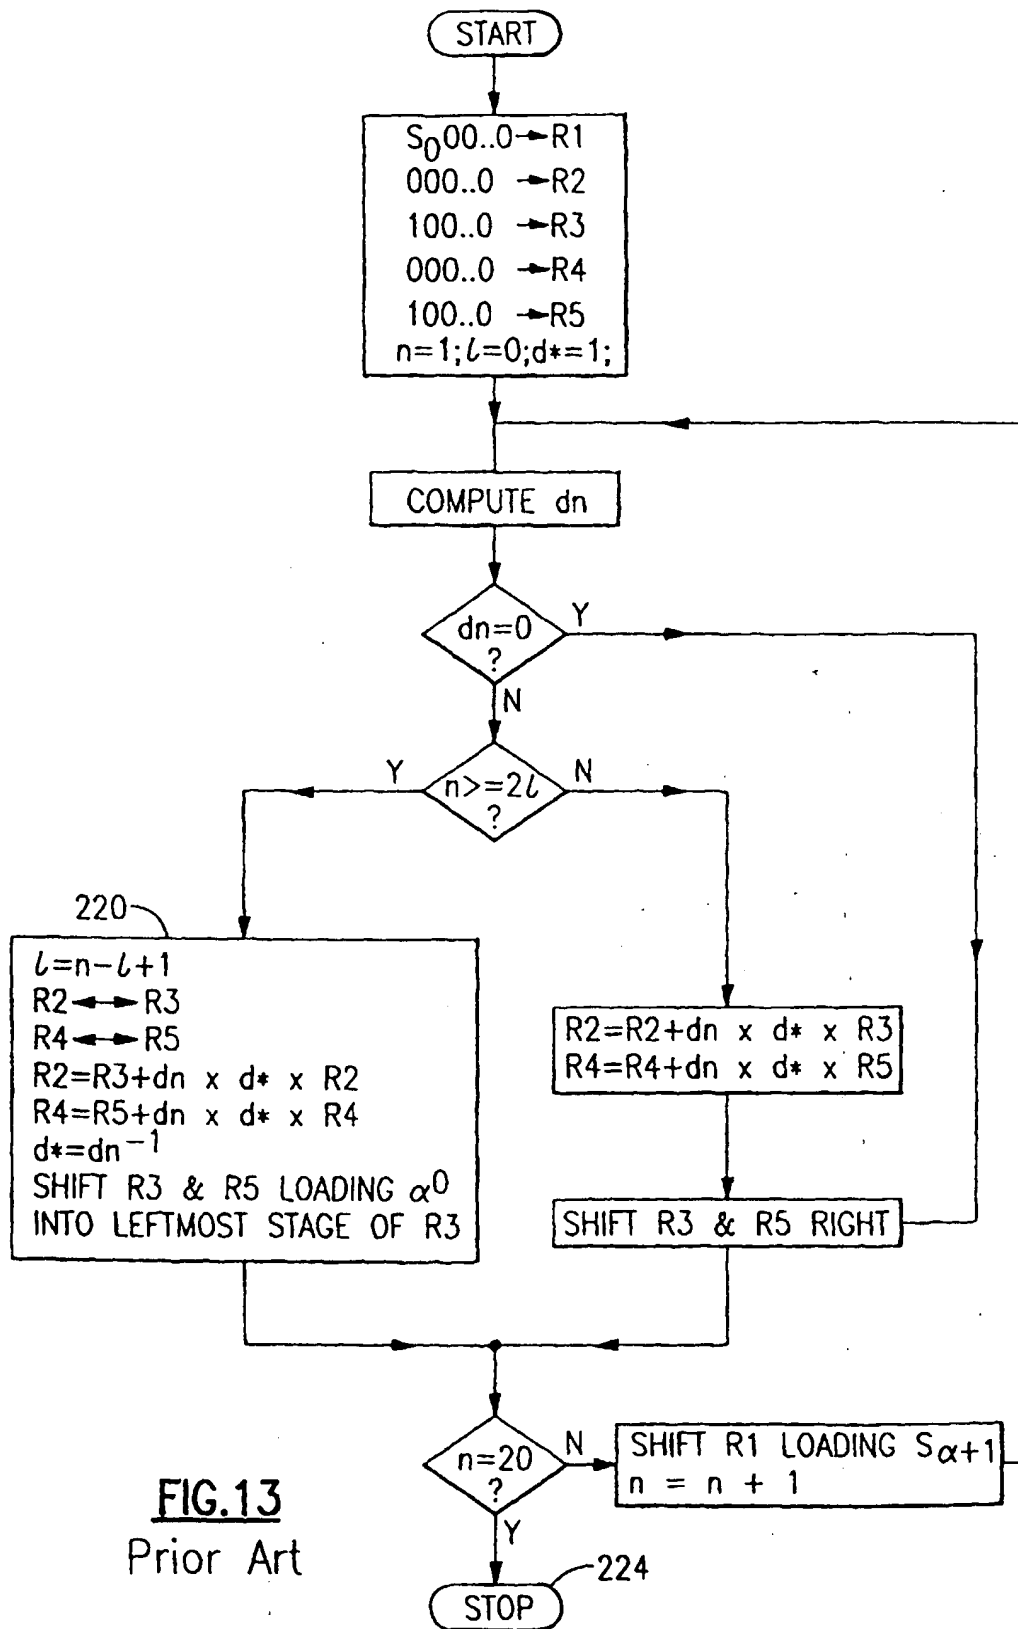 START
S₀00..0→R1
000..0 →R2
100..0 →R3
000..0 →R4
100..0 →R5
n=1;ℓ=0;d*=1;
COMPUTE dn
dn=0
?
Y
N
n>=2ℓ
?
Y
N
220
ℓ=n-ℓ+1
R2↔R3
R4↔R5
R2=R3+dn x d* x R2
R4=R5+dn x d* x R4
d*=dn⁻¹
SHIFT R3 & R5 LOADING α⁰
INTO LEFTMOST STAGE OF R3
R2=R2+dn x d* x R3
R4=R4+dn x d* x R5
SHIFT R3 & R5 RIGHT
n=20
?
N
Y
SHIFT R1 LOADING Sα+1
n = n + 1
FIG.13
Prior Art
224
STOP